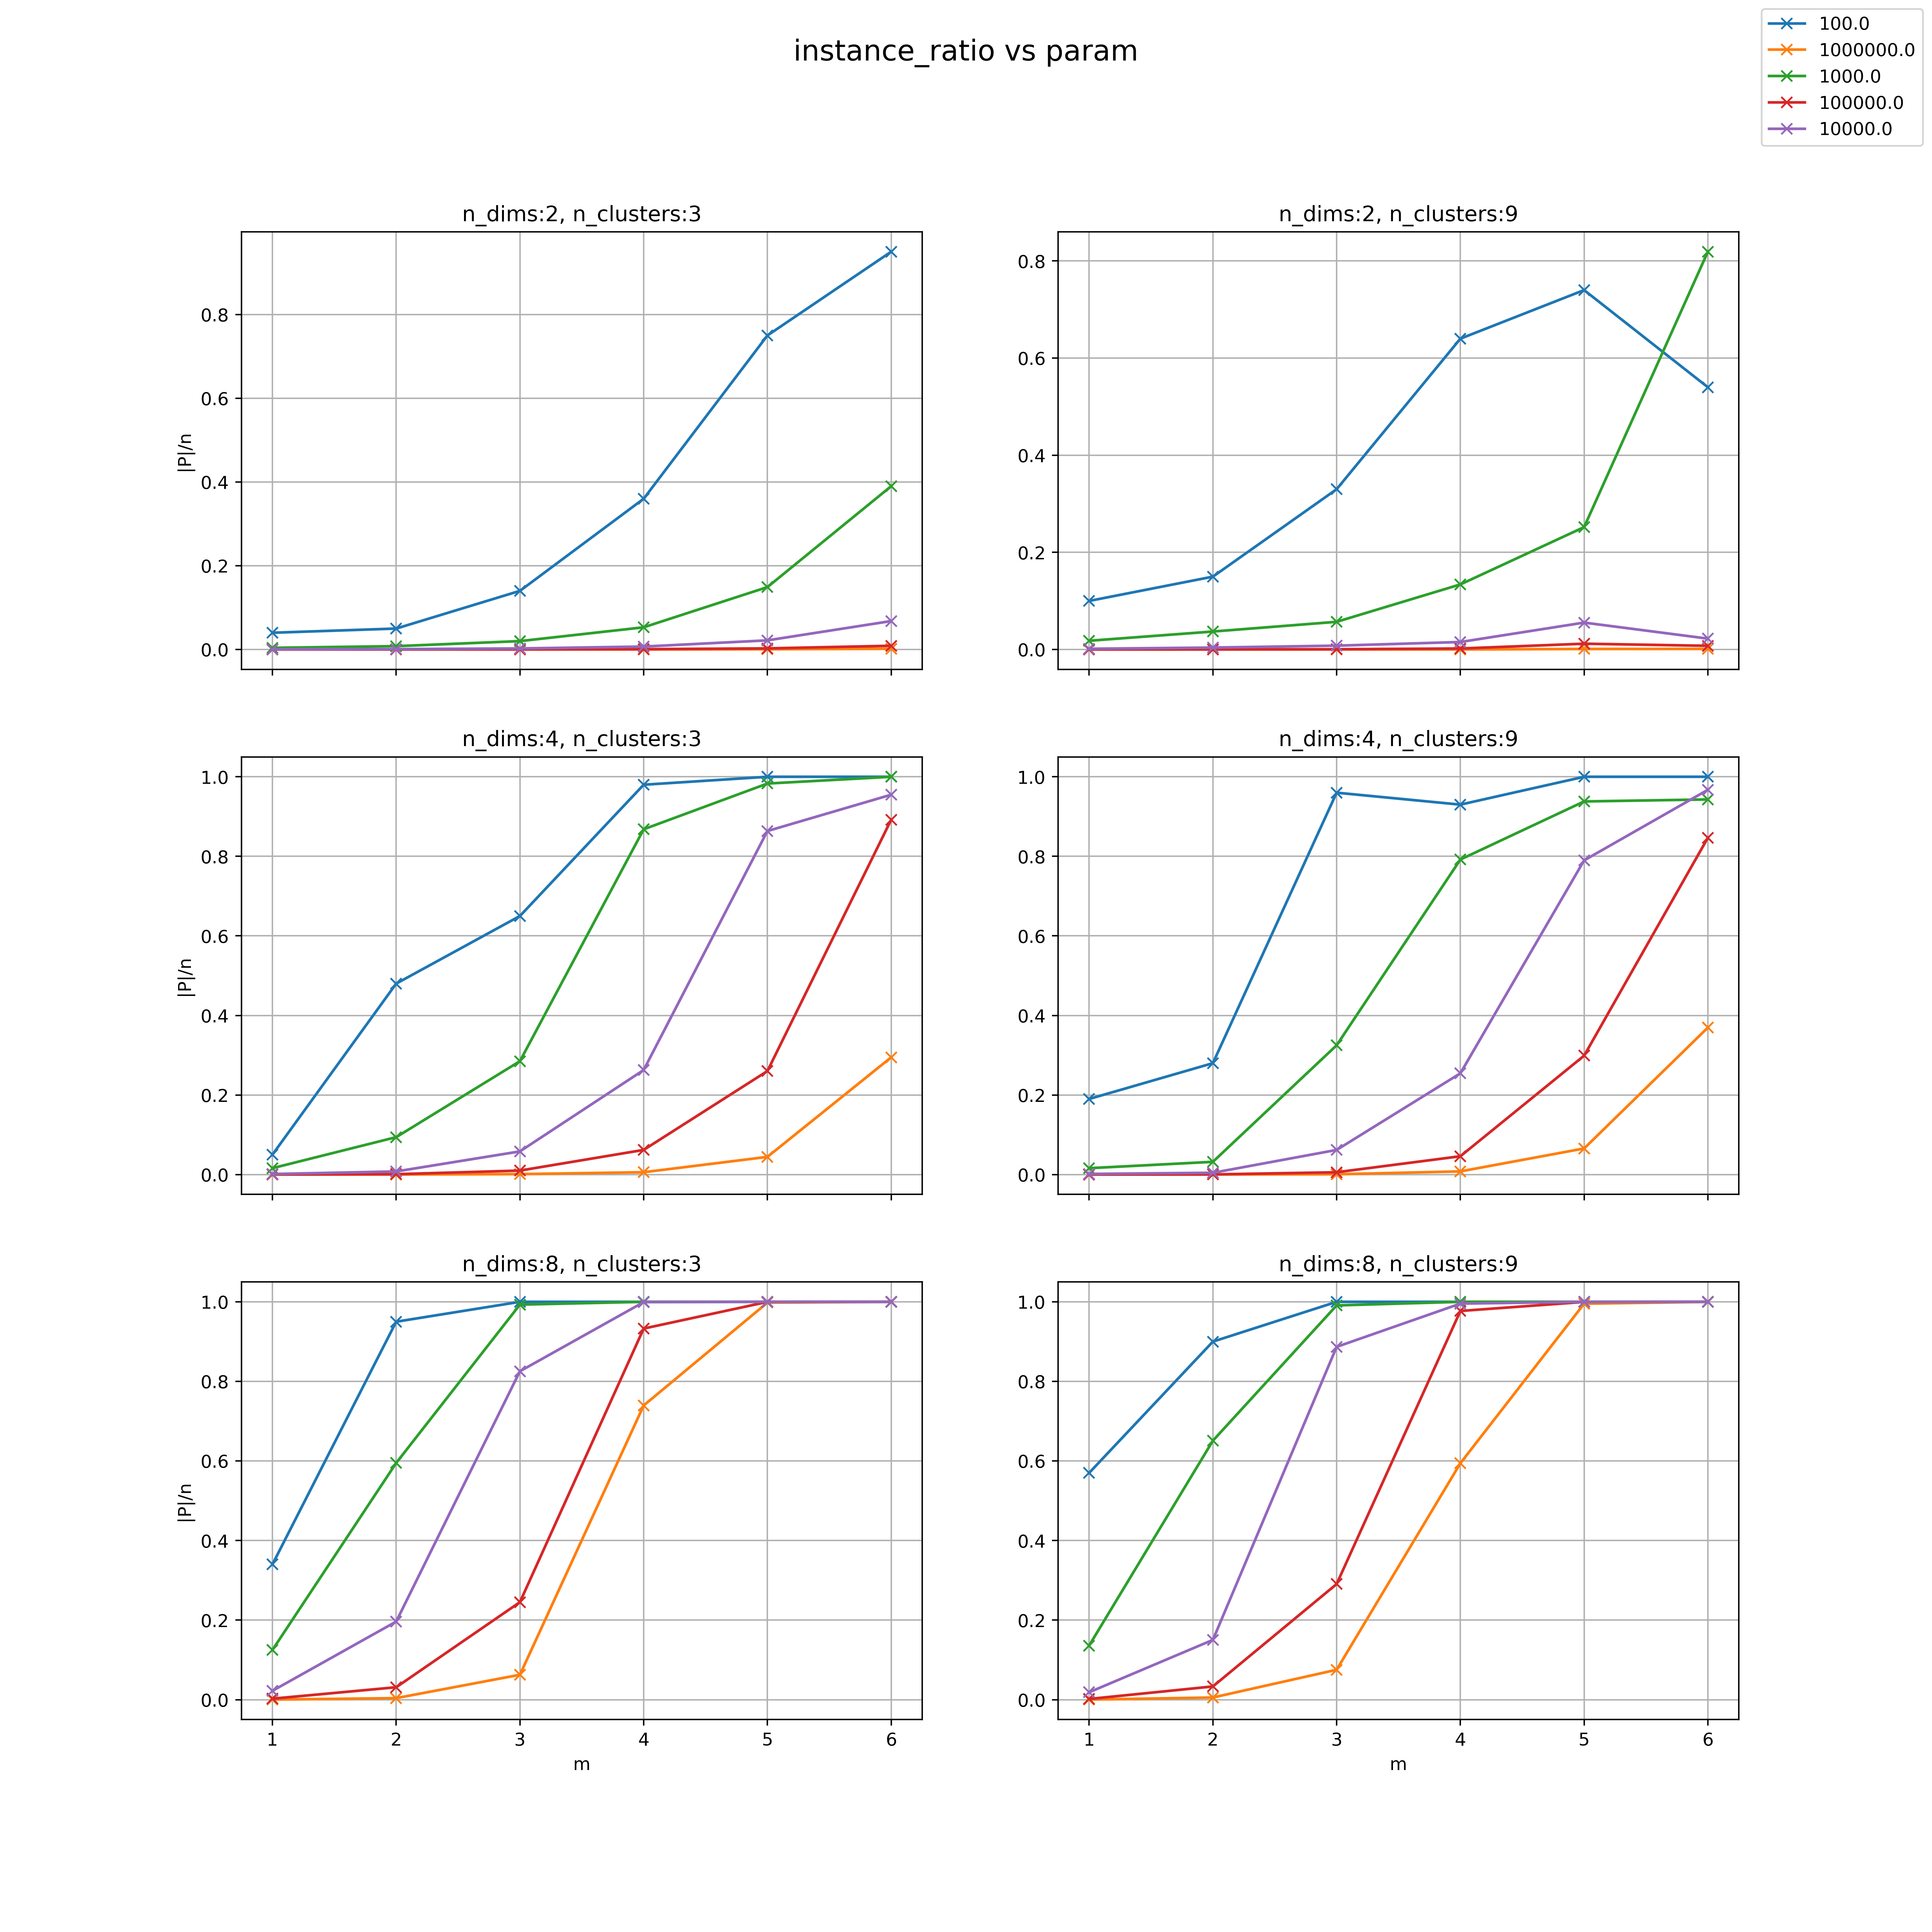 instance_ratio vs param
100.0
1000000.0
1000.0
100000.0
10000.0
n_dims:2, n_clusters:3
|P|/n
0.8
0.6
0.4
0.2
0.0
n_dims:2, n_clusters:9
0.8
0.6
0.4
0.2
0.0
n_dims:4, n_clusters:3
|P|/n
1.0
0.8
0.6
0.4
0.2
0.0
n_dims:4, n_clusters:9
1.0
0.8
0.6
0.4
0.2
0.0
n_dims:8, n_clusters:3
|P|/n
1.0
0.8
0.6
0.4
0.2
0.0
1 2 3 4 5 6
m
n_dims:8, n_clusters:9
1.0
0.8
0.6
0.4
0.2
0.0
1 2 3 4 5 6
m